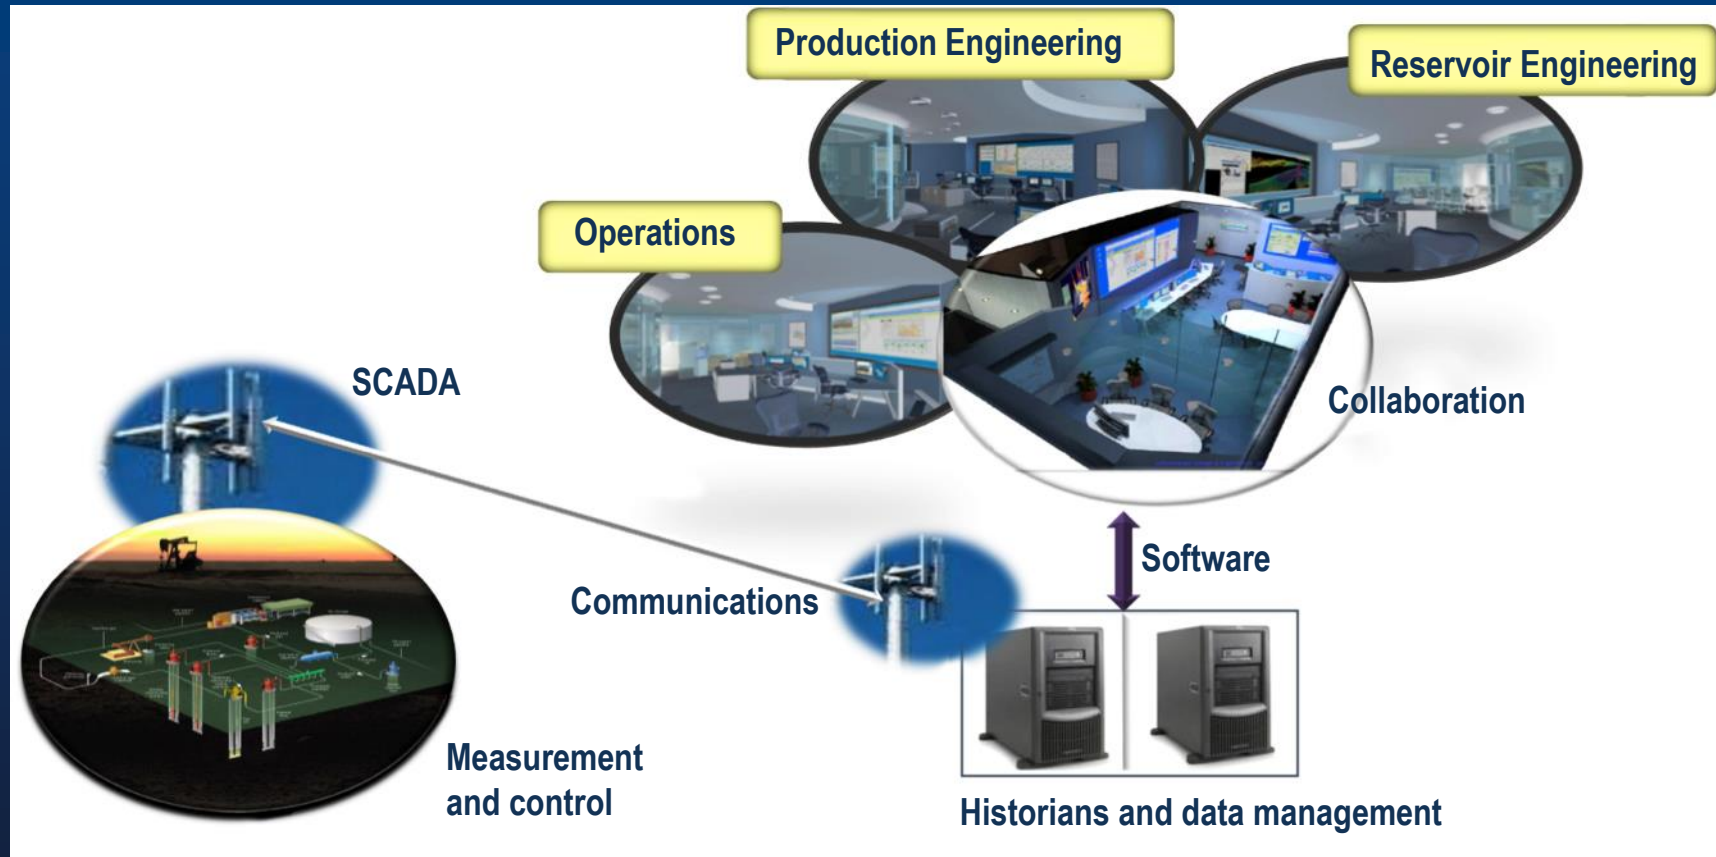 Production Engineering
Reservoir Engineering
Operations
SCADA
Collaboration
Software
Communications
Measurement
and control
Historians and data management